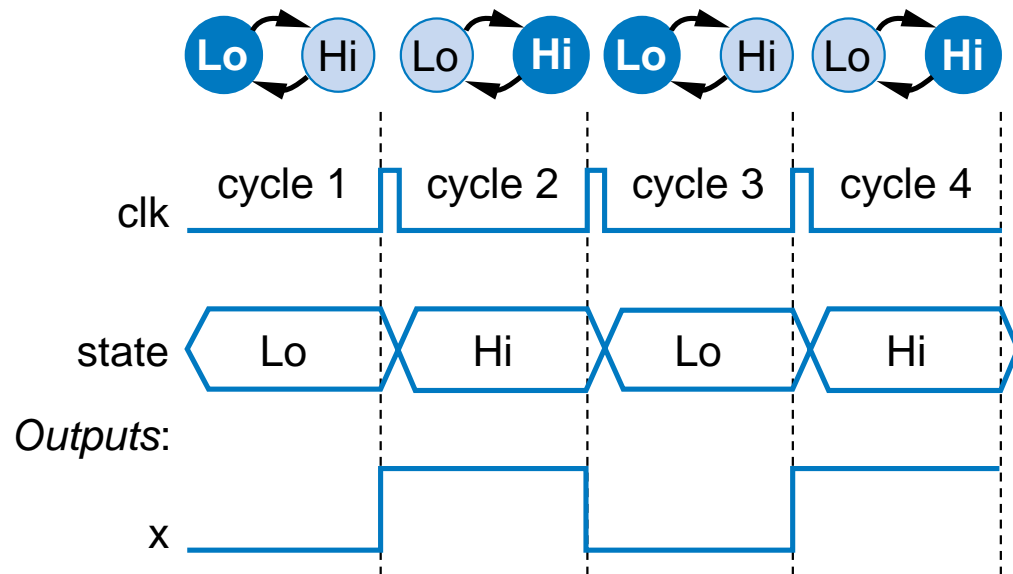 Lo Hi Lo Hi Lo Hi Lo Hi
cycle 1 cycle 2 cycle 3 cycle 4
clk
state Lo Hi Lo Hi
Outputs:
x